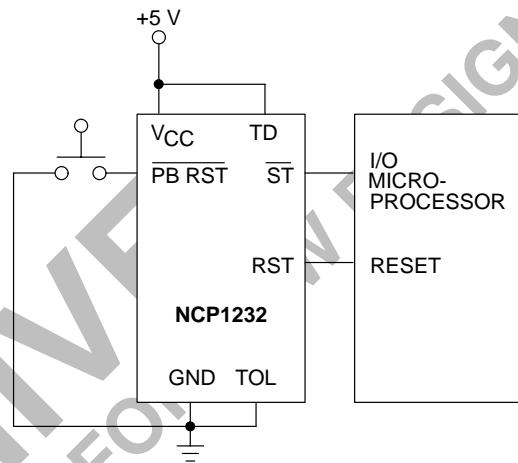 +5 V
VCC
TD
PB RST
ST
I/O
MICRO-
PROCESSOR
RST
RESET
NCP1232
GND
TOL